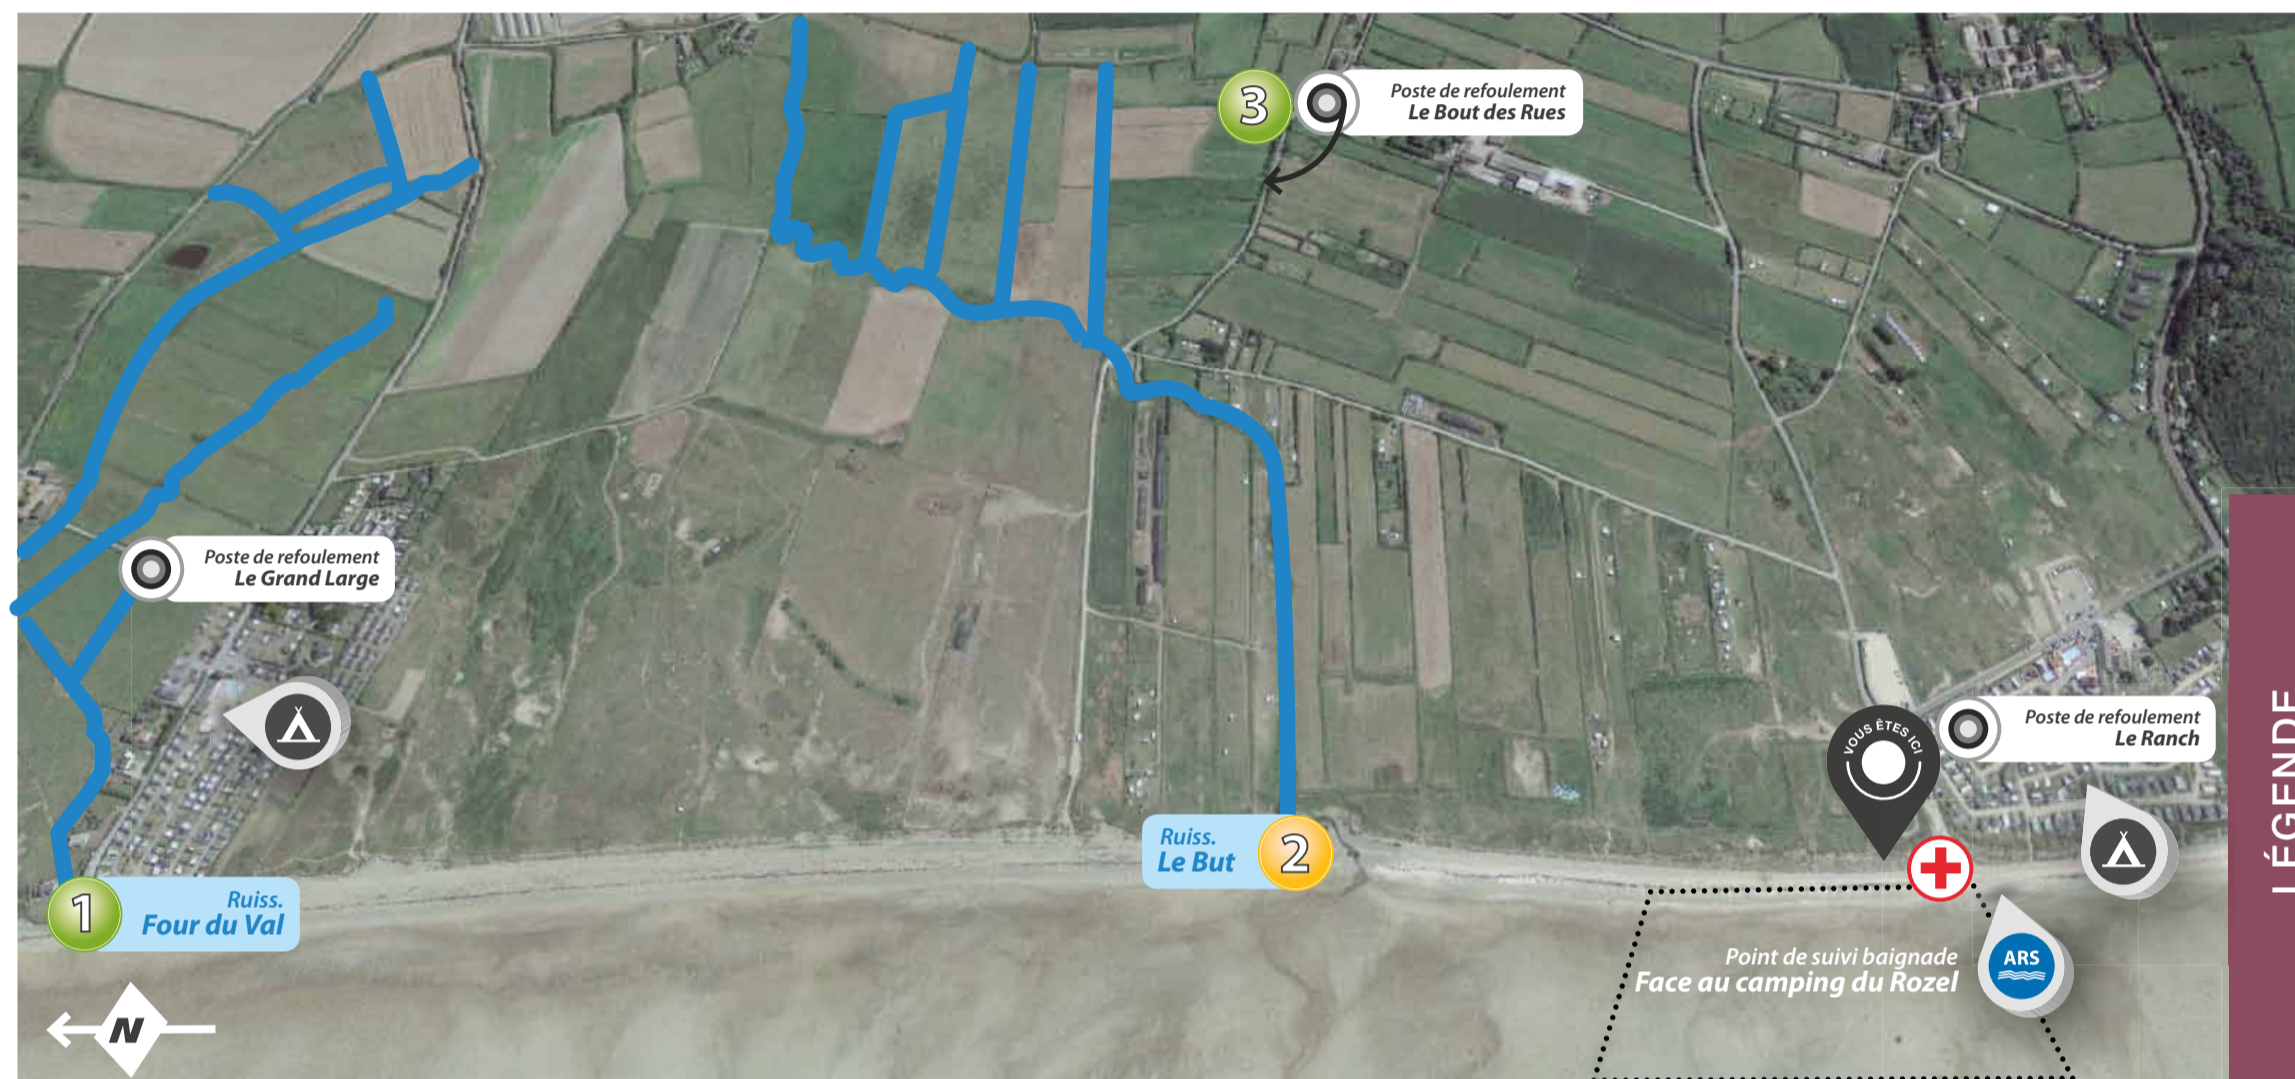 3
Poste de refoulement
Le Bout des Rues
Poste de refoulement
Le Grand Large
VOUS ÊTES ICI
Poste de refoulement
Le Ranch
Ruiss.
Le But
2
1
Ruiss.
Four du Val
Point de suivi baignade
Face au camping du Rozel
ARS
N
LÉGENDE